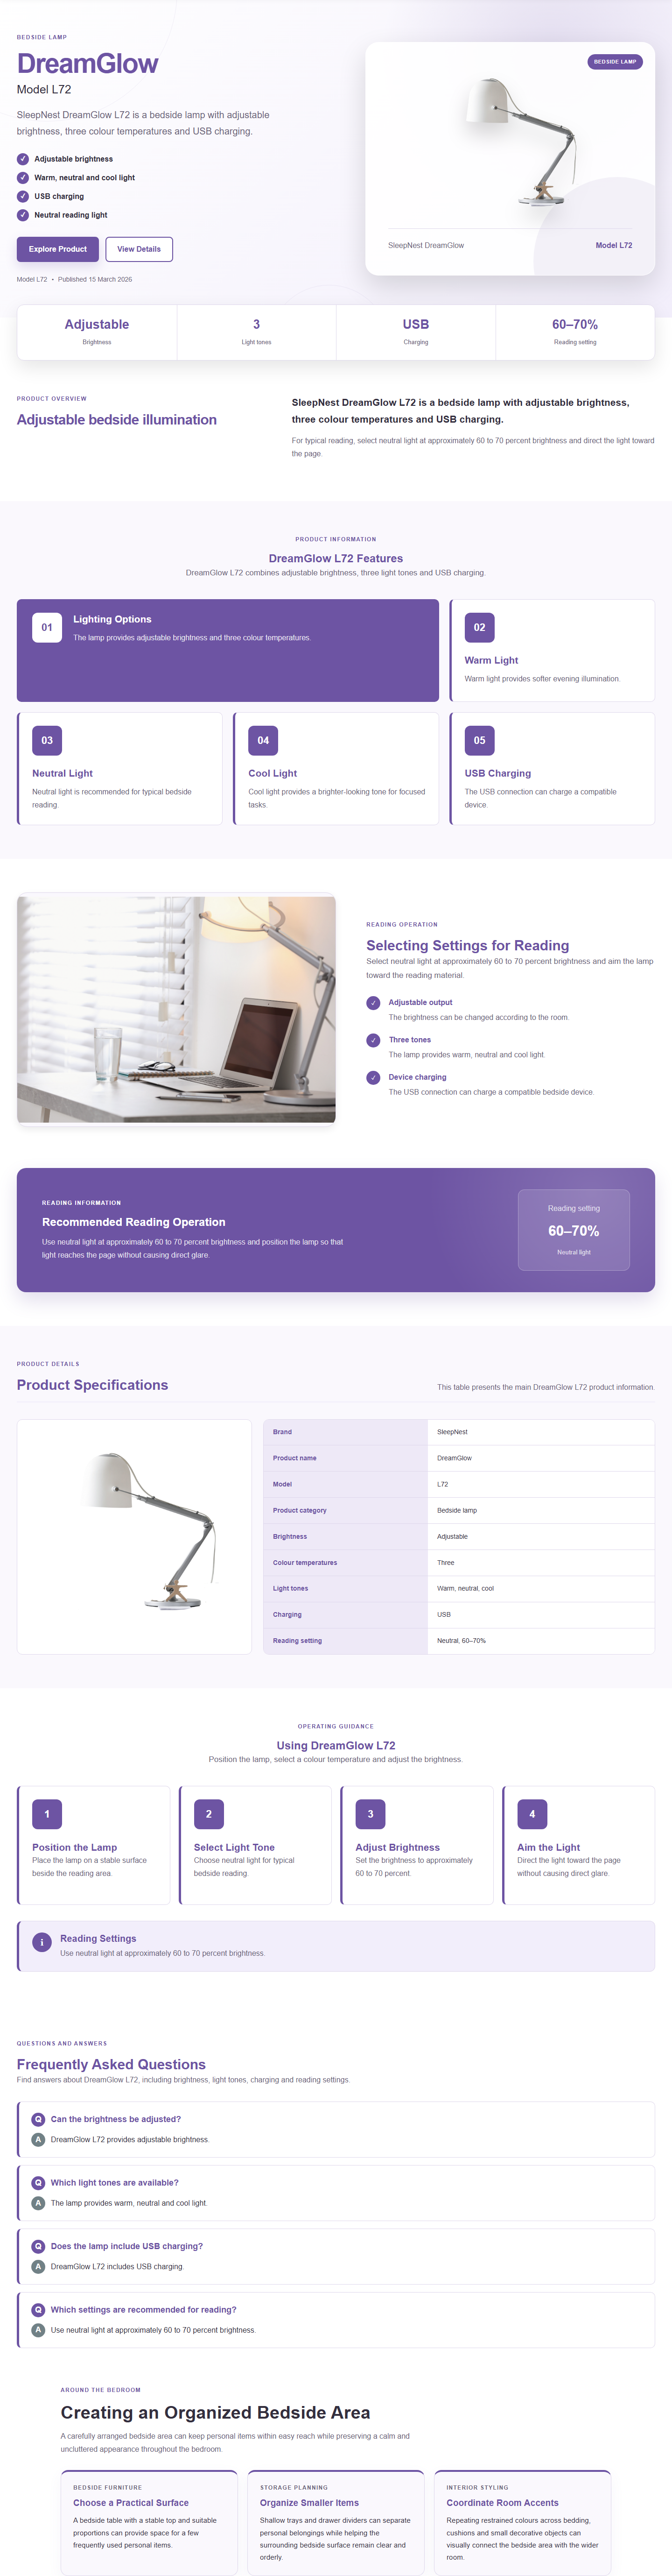 BEDSIDE LAMP
DreamGlow
Model L72
SleepNest DreamGlow L72 is a bedside lamp with adjustable
brightness, three colour temperatures and USB charging.
Adjustable brightness
Warm, neutral and cool light
USB charging
Neutral reading light
Explore Product
View Details
Model L72 • Published 15 March 2026
BEDSIDE LAMP
SleepNest DreamGlow
Model L72
Adjustable
Brightness
3
Light tones
USB
Charging
60–70%
Reading setting
PRODUCT OVERVIEW
Adjustable bedside illumination
SleepNest DreamGlow L72 is a bedside lamp with adjustable brightness,
three colour temperatures and USB charging.
For typical reading, select neutral light at approximately 60 to 70 percent brightness and direct the light toward
the page.
PRODUCT INFORMATION
DreamGlow L72 Features
DreamGlow L72 combines adjustable brightness, three light tones and USB charging.
01
Lighting Options
The lamp provides adjustable brightness and three colour temperatures.
02
Warm Light
Warm light provides softer evening illumination.
03
Neutral Light
Neutral light is recommended for typical bedside
reading.
04
Cool Light
Cool light provides a brighter-looking tone for focused
tasks.
05
USB Charging
The USB connection can charge a compatible
device.
READING OPERATION
Selecting Settings for Reading
Select neutral light at approximately 60 to 70 percent brightness and aim the lamp
toward the reading material.
Adjustable output
The brightness can be changed according to the room.
Three tones
The lamp provides warm, neutral and cool light.
Device charging
The USB connection can charge a compatible bedside device.
READING INFORMATION
Recommended Reading Operation
Use neutral light at approximately 60 to 70 percent brightness and position the lamp so that
light reaches the page without causing direct glare.
Reading setting
60–70%
Neutral light
PRODUCT DETAILS
Product Specifications
This table presents the main DreamGlow L72 product information.
Brand SleepNest
Product name DreamGlow
Model L72
Product category Bedside lamp
Brightness Adjustable
Colour temperatures Three
Light tones Warm, neutral, cool
Charging USB
Reading setting Neutral, 60–70%
OPERATING GUIDANCE
Using DreamGlow L72
Position the lamp, select a colour temperature and adjust the brightness.
1
Position the Lamp
Place the lamp on a stable surface
beside the reading area.
2
Select Light Tone
Choose neutral light for typical
bedside reading.
3
Adjust Brightness
Set the brightness to approximately
60 to 70 percent.
4
Aim the Light
Direct the light toward the page
without causing direct glare.
i
Reading Settings
Use neutral light at approximately 60 to 70 percent brightness.
QUESTIONS AND ANSWERS
Frequently Asked Questions
Find answers about DreamGlow L72, including brightness, light tones, charging and reading settings.
Q Can the brightness be adjusted?
A DreamGlow L72 provides adjustable brightness.
Q Which light tones are available?
A The lamp provides warm, neutral and cool light.
Q Does the lamp include USB charging?
A DreamGlow L72 includes USB charging.
Q Which settings are recommended for reading?
A Use neutral light at approximately 60 to 70 percent brightness.
AROUND THE BEDROOM
Creating an Organized Bedside Area
A carefully arranged bedside area can keep personal items within easy reach while preserving a calm and
uncluttered appearance throughout the bedroom.
BEDSIDE FURNITURE
Choose a Practical Surface
A bedside table with a stable top and suitable
proportions can provide space for a few
frequently used personal items.
STORAGE PLANNING
Organize Smaller Items
Shallow trays and drawer dividers can separate
personal belongings while helping the
surrounding bedside surface remain clear and
orderly.
INTERIOR STYLING
Coordinate Room Accents
Repeating restrained colours across bedding,
cushions and small decorative objects can
visually connect the bedside area with the wider
room.